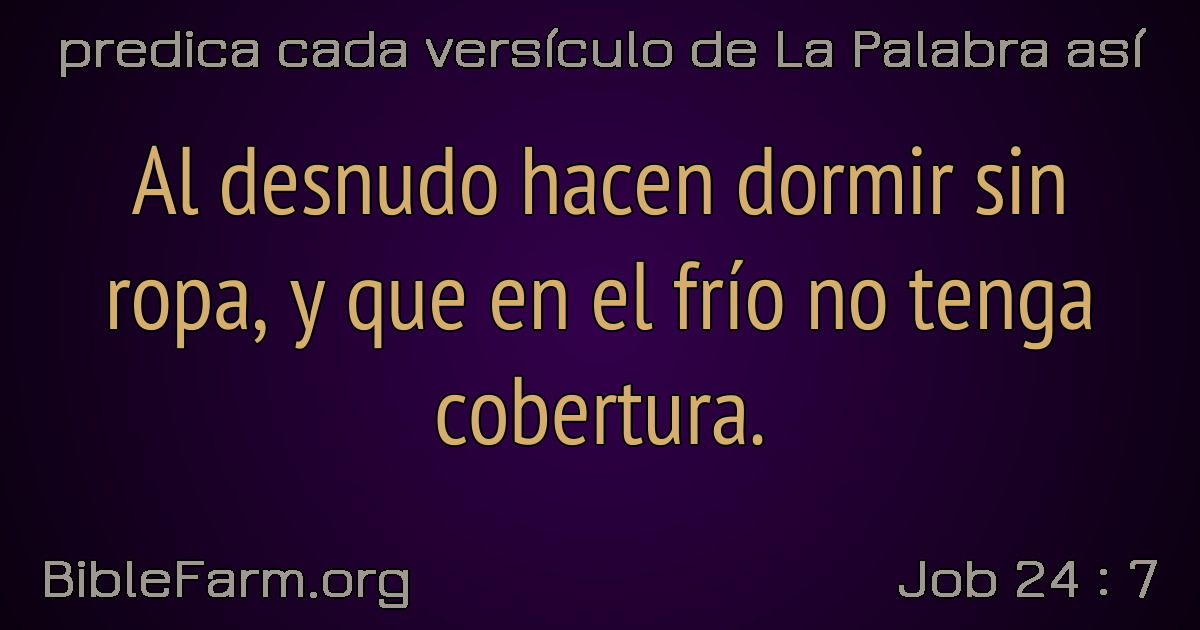 predica cada versículo de La Palabra así
Al desnudo hacen dormir sin
ropa, y que en el frío no tenga
cobertura.
BibleFarm.org
Job 24 : 7